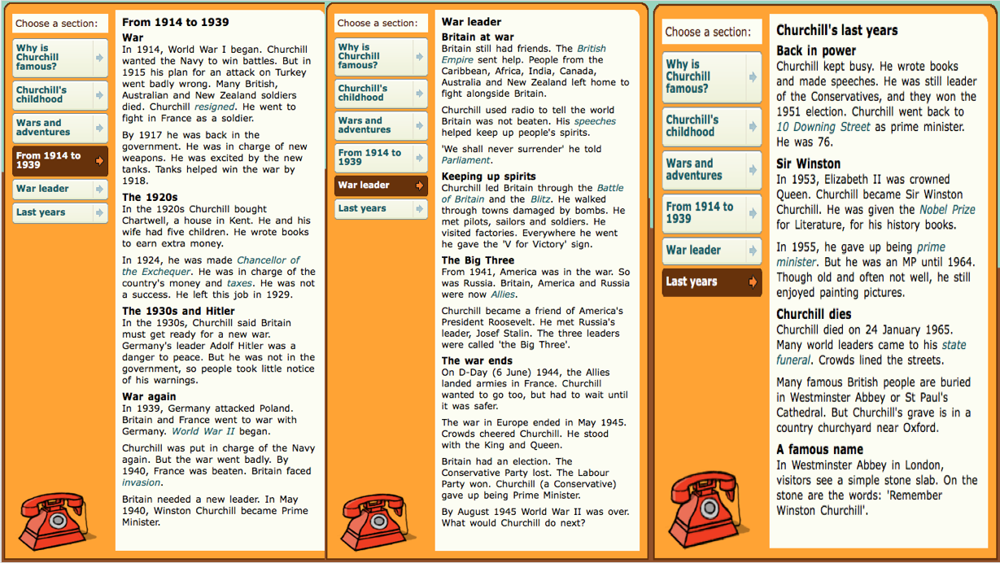 Choose a section:
Why is
Churchill
famous?
Churchill's
childhood
Wars and
adventures
From 1914 to
1939
War leader
Last years
From 1914 to 1939
War
In 1914, World War I began. Churchill
wanted the Navy to win battles. But in
1915 his plan for an attack on Turkey
went badly wrong. Many British,
Australian and New Zealand soldiers
died. Churchill resigned. He went to
fight in France as a soldier.
By 1917 he was back in the
government. He was in charge of new
weapons. He was excited by the new
tanks. Tanks helped win the war by
1918.
The 1920s
In the 1920s Churchill bought
Chartwell, a house in Kent. He and his
wife had five children. He wrote books
to earn extra money.
In 1924, he was made Chancellor of
the Exchequer. He was in charge of the
country's money and taxes. He was not
a success. He left this job in 1929.
The 1930s and Hitler
In the 1930s, Churchill said Britain
must get ready for a new war.
Germany's leader Adolf Hitler was a
danger to peace. But he was not in the
government, so people took little notice
of his warnings.
War again
In 1939, Germany attacked Poland.
Britain and France went to war with
Germany. World War II began.
Churchill was put in charge of the Navy
again. But the war went badly. By
1940, France was beaten. Britain faced
invasion.
Britain needed a new leader. In May
1940, Winston Churchill became Prime
Minister.
Choose a section:
Why is
Churchill
famous?
Churchill's
childhood
Wars and
adventures
From 1914 to
1939
War leader
Last years
War leader
Britain at war
Britain still had friends. The British
Empire sent help. People from the
Caribbean, Africa, India, Canada,
Australia and New Zealand left home to
fight alongside Britain.
Churchill used radio to tell the world
Britain was not beaten. His speeches
helped keep up people's spirits.
'We shall never surrender' he told
Parliament.
Keeping up spirits
Churchill led Britain through the Battle
of Britain and the Blitz. He walked
through towns damaged by bombs. He
met pilots, sailors and soldiers. He
visited factories. Everywhere he went
he gave the 'V for Victory' sign.
The Big Three
From 1941, America was in the war. So
was Russia. Britain, America and Russia
were now Allies.
Churchill became a friend of America's
President Roosevelt. He met Russia's
leader, Josef Stalin. The three leaders
were called 'the Big Three'.
The war ends
On D-Day (6 June) 1944, the Allies
landed armies in France. Churchill
wanted to go too, but had to wait until
it was safer.
The war in Europe ended in May 1945.
Crowds cheered Churchill. He stood
with the King and Queen.
Britain had an election. The
Conservative Party lost. The Labour
Party won. Churchill (a Conservative)
gave up being Prime Minister.
By August 1945 World War II was over.
What would Churchill do next?
Choose a section:
Why is
Churchill
famous?
Churchill's
childhood
Wars and
adventures
From 1914 to
1939
War leader
Last years
Churchill's last years
Back in power
Churchill kept busy. He wrote books
and made speeches. He was still leader
of the Conservatives, and they won the
1951 election. Churchill went back to
10 Downing Street as prime minister.
He was 76.
Sir Winston
In 1953, Elizabeth II was crowned
Queen. Churchill became Sir Winston
Churchill. He was given the Nobel Prize
for Literature, for his history books.
In 1955, he gave up being prime
minister. But he was an MP until 1964.
Though old and often not well, he still
enjoyed painting pictures.
Churchill dies
Churchill died on 24 January 1965.
Many world leaders came to his state
funeral. Crowds lined the streets.
Many famous British people are buried
in Westminster Abbey or St Paul's
Cathedral. But Churchill's grave is in a
country churchyard near Oxford.
A famous name
In Westminster Abbey in London,
visitors see a simple stone slab. On the
stone are the words: 'Remember
Winston Churchill'.